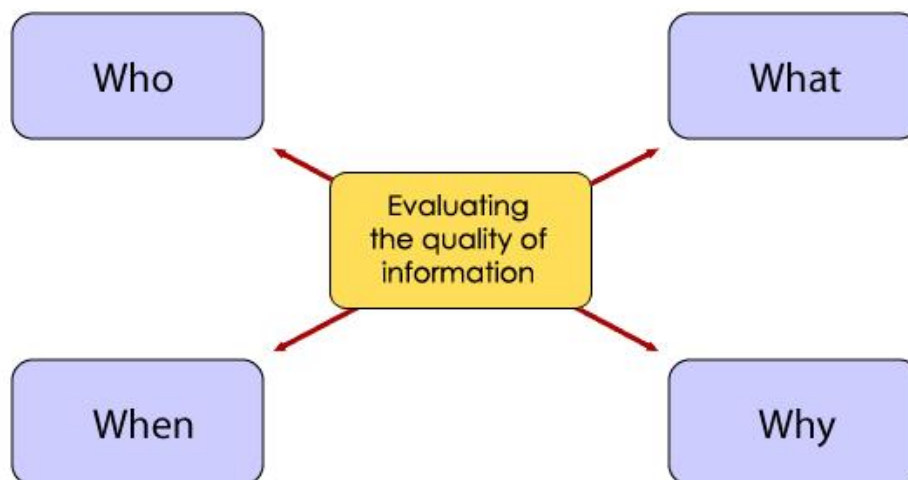 Who
What
Evaluating
the quality of
information
When
Why